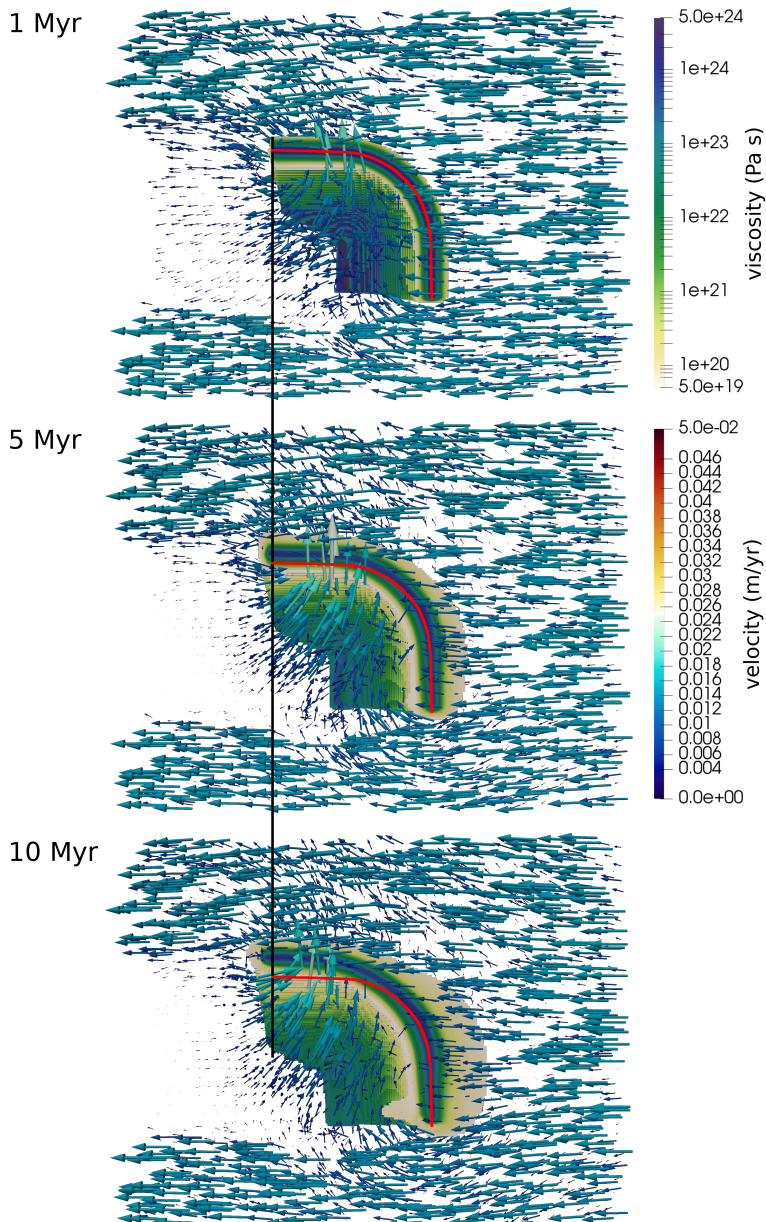 1 Myr
5.0e+24
1e+24
1e+23
1e+22
1e+21
1e+20
5.0e+19
viscosity (Pa s)
5 Myr
5.0e-02
0.046
0.044
0.042
0.04
0.038
0.036
0.034
0.032
0.03
0.028
0.026
0.024
0.022
0.02
0.018
0.016
0.014
0.012
0.01
0.008
0.006
0.004
0.0e+00
velocity (m/yr)
10 Myr